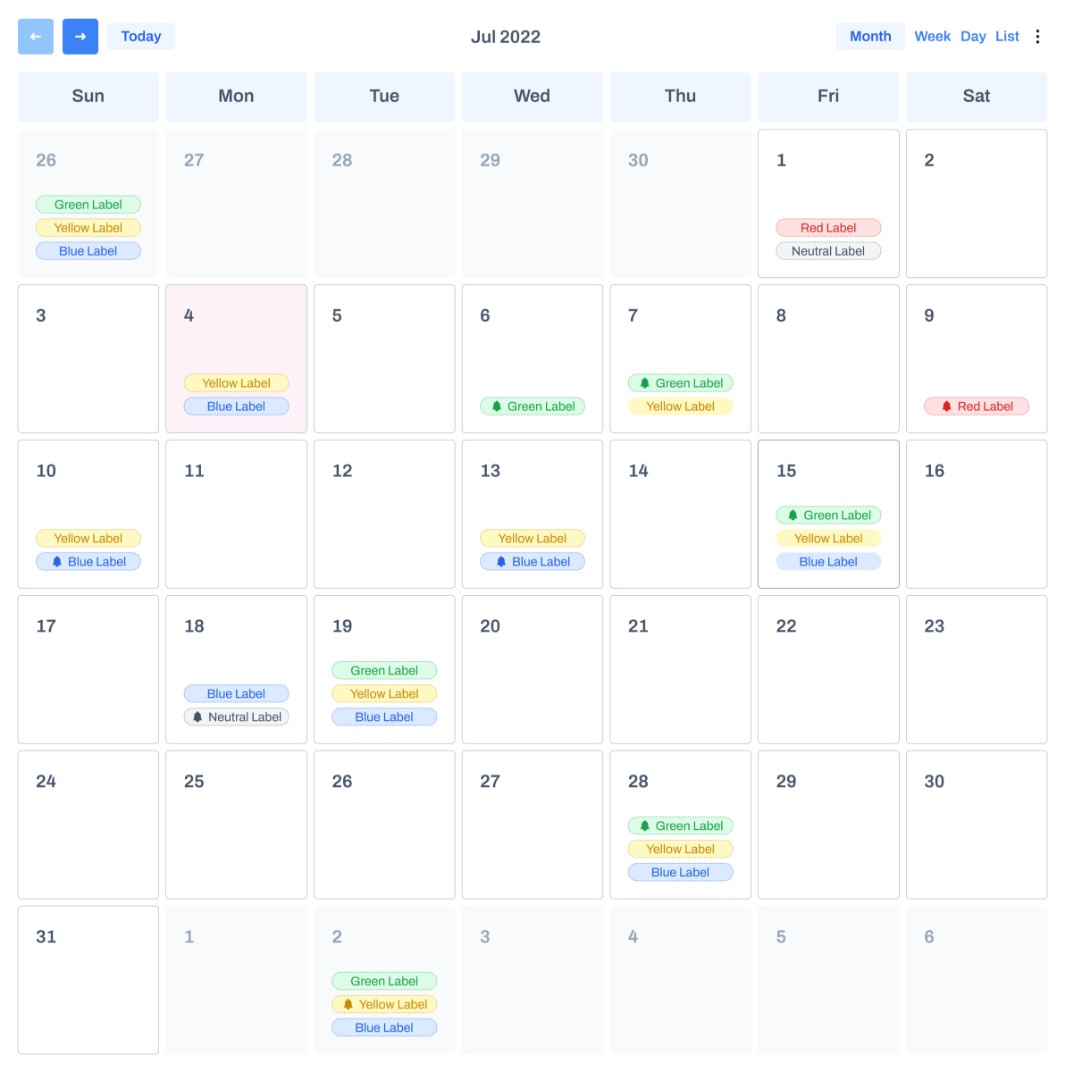 ← → Today Jul 2022 Month Week Day List
Sun Mon Tue Wed Thu Fri Sat
26 27 28 29 30 1 2
Green Label
Yellow Label Red Label
Blue Label Neutral Label
3 4 5 6 7 8 9
Yellow Label Green Label
Blue Label Green Label Yellow Label Red Label
10 11 12 13 14 15 16
Green Label
Yellow Label Yellow Label Yellow Label
Blue Label Blue Label Blue Label
17 18 19 20 21 22 23
Green Label
Blue Label Yellow Label
Neutral Label Blue Label
24 25 26 27 28 29 30
Green Label
Yellow Label
Blue Label
31 1 2 3 4 5 6
Green Label
Yellow Label
Blue Label